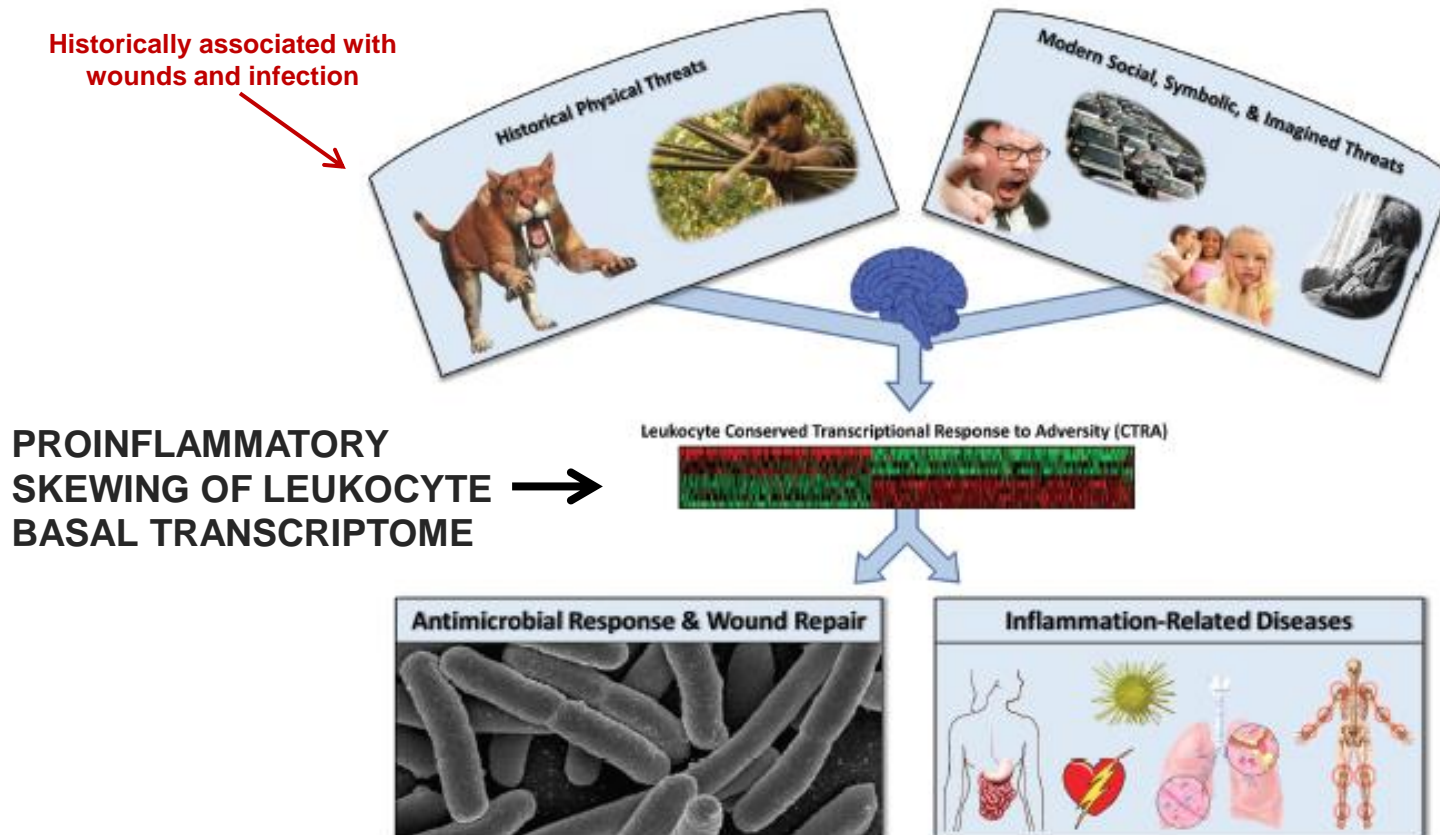 Historically associated with
wounds and infection
Historical Physical Threats
Modern Social, Symbolic, & Imagined Threats
PROINFLAMMATORY
SKEWING OF LEUKOCYTE
BASAL TRANSCRIPTOME
Leukocyte Conserved Transcriptional Response to Adversity (CTRA)
Antimicrobial Response & Wound Repair
Inflammation-Related Diseases